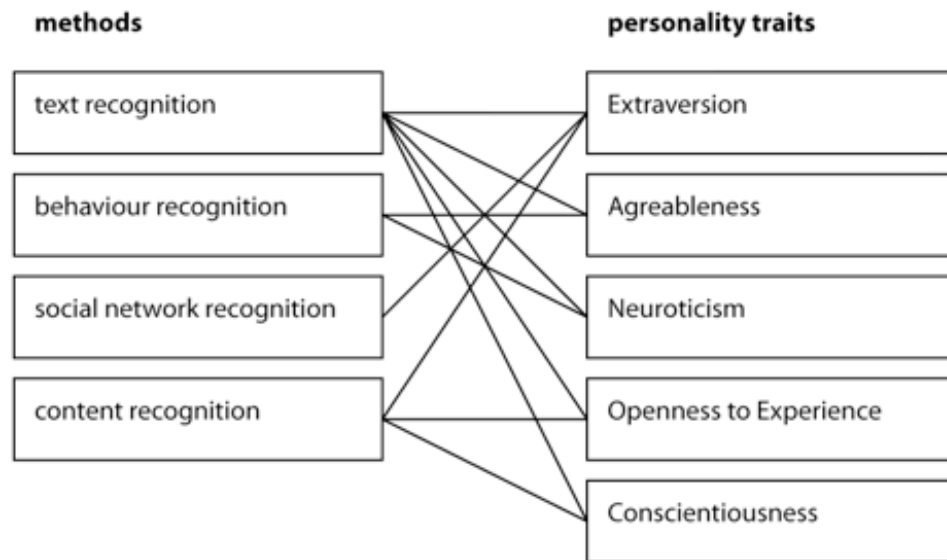 methods
personality traits
text recognition
Extraversion
behaviour recognition
Agreableness
social network recognition
Neuroticism
content recognition
Openness to Experience
Conscientiousness